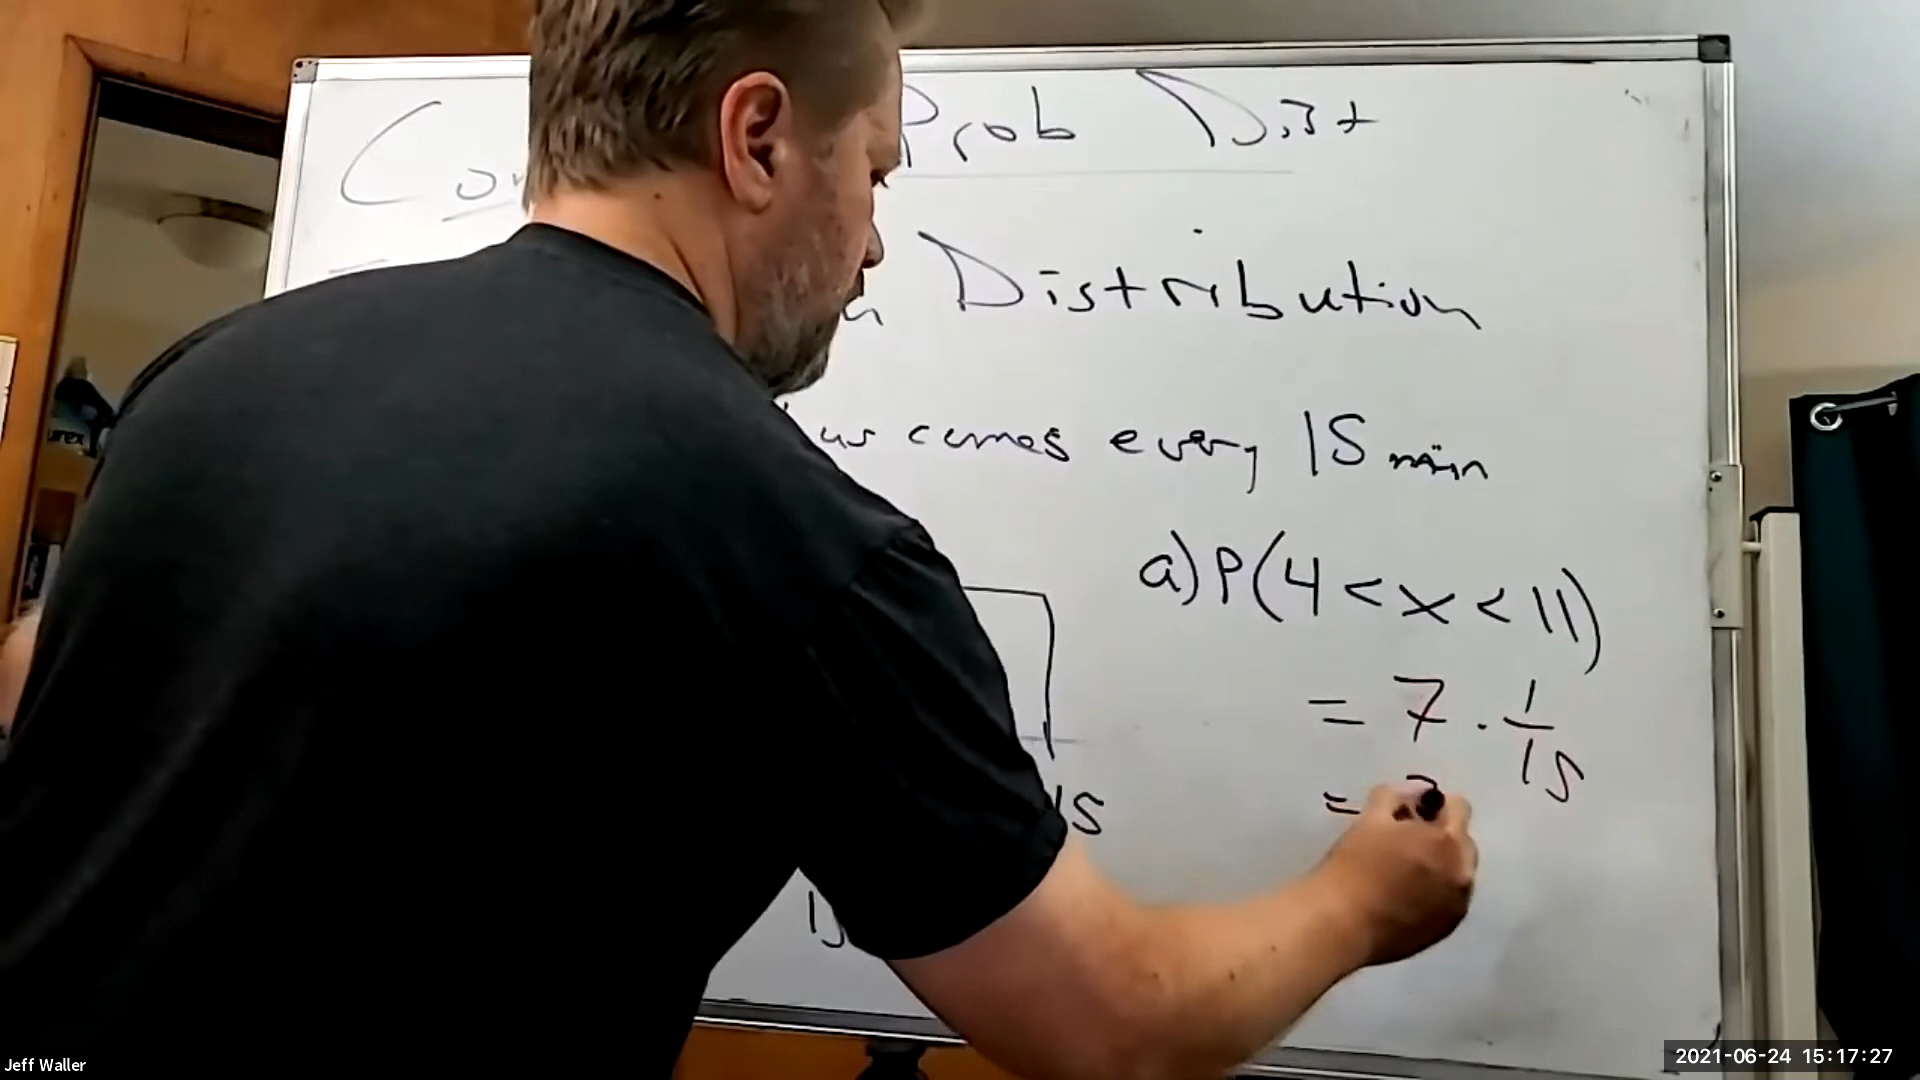 Prob Dist
Distribution
comes every 15 min
a) P(4 < x < 11)
= 7 · 1/15
=
15
Jeff Waller
2021-06-24 15:17:27